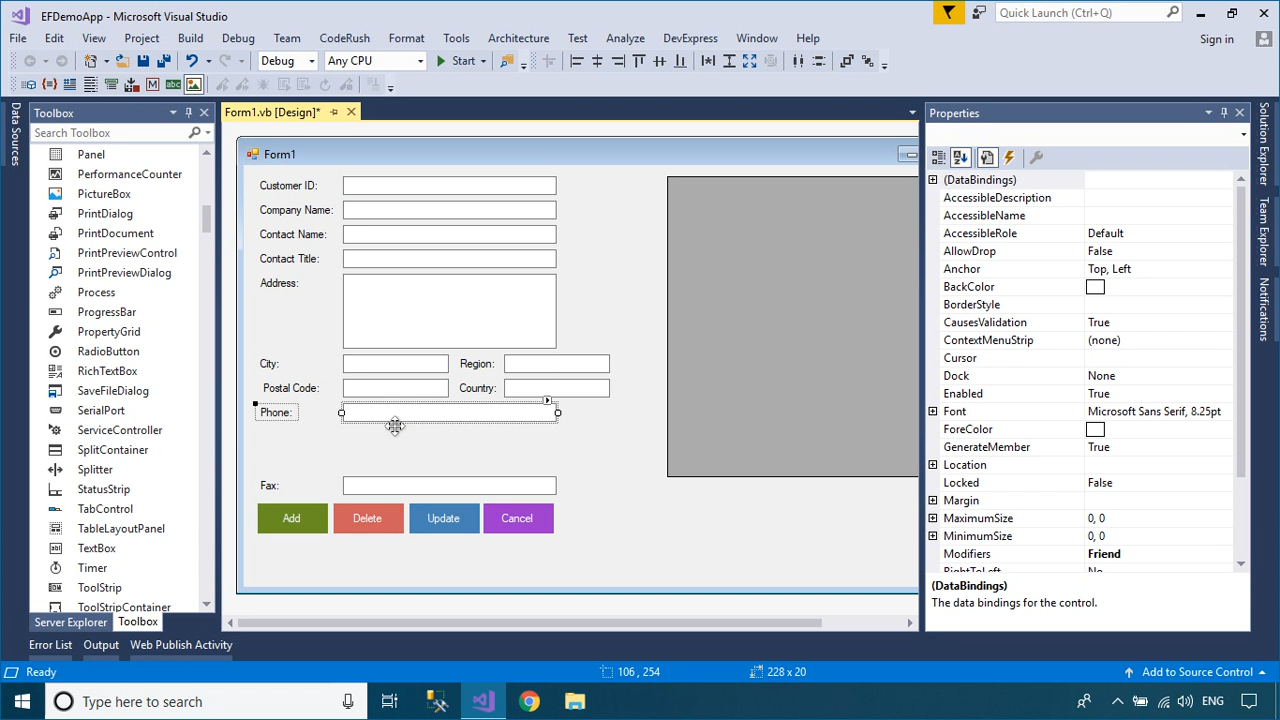 EFDemoApp - Microsoft Visual Studio
Quick Launch (Ctrl+Q)
File Edit View Project Build Debug Team CodeRush Format Tools Architecture Test Analyze DevExpress Window Help
Sign in
Debug Any CPU Start
Data Sources
Toolbox
Search Toolbox
Panel
PerformanceCounter
PictureBox
PrintDialog
PrintDocument
PrintPreviewControl
PrintPreviewDialog
Process
ProgressBar
PropertyGrid
RadioButton
RichTextBox
SaveFileDialog
SerialPort
ServiceController
SplitContainer
Splitter
StatusStrip
TabControl
TableLayoutPanel
TextBox
Timer
ToolStrip
ToolStripContainer
Server Explorer Toolbox
Form1.vb [Design]*
Form1
Customer ID:
Company Name:
Contact Name:
Contact Title:
Address:
City: Region:
Postal Code: Country:
Phone:
Fax:
Add Delete Update Cancel
Properties
(DataBindings)
AccessibleDescription
AccessibleName
AccessibleRole Default
AllowDrop False
Anchor Top, Left
BackColor
BorderStyle
CausesValidation True
ContextMenuStrip (none)
Cursor
Dock None
Enabled True
Font Microsoft Sans Serif, 8.25pt
ForeColor
GenerateMember True
Location
Locked False
Margin
MaximumSize 0, 0
MinimumSize 0, 0
Modifiers Friend
RightToLeft No
(DataBindings)
The data bindings for the control.
Solution Explorer
Team Explorer
Notifications
Error List Output Web Publish Activity
Ready 106 , 254 228 x 20 Add to Source Control
Type here to search
ENG